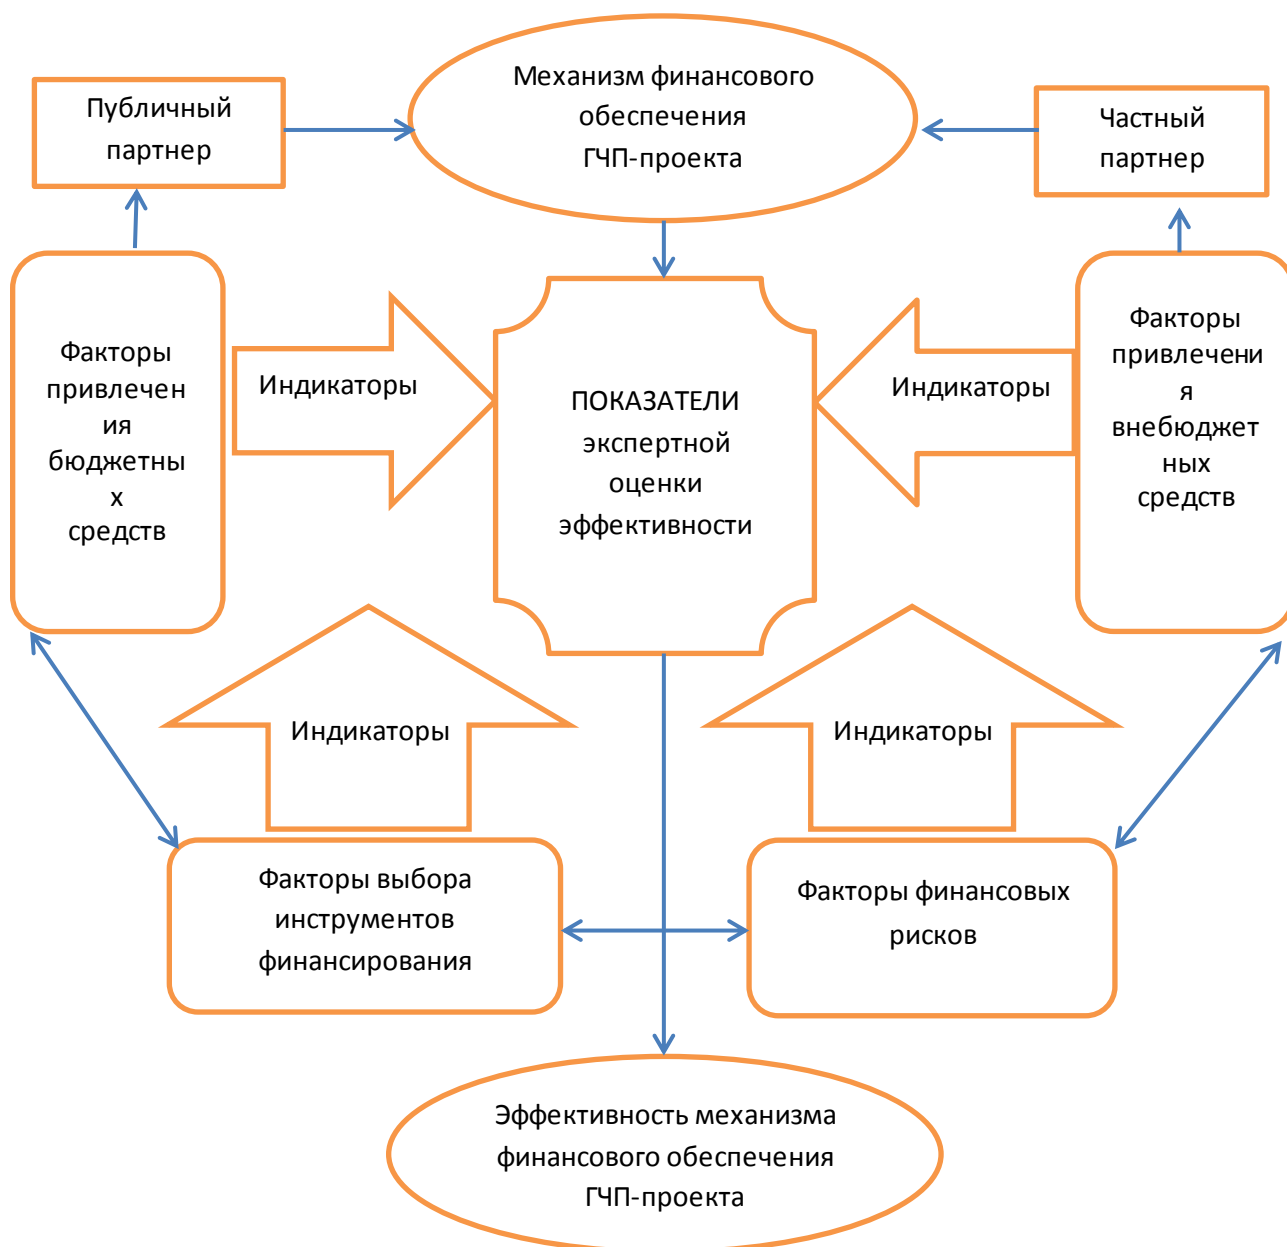 Механизм финансового
обеспечения
ГЧП-проекта
Публичный
партнер
Частный
партнер
Факторы
привлечен
ия
бюджетны
х
средств
Индикаторы
ПОКАЗАТЕЛИ
экспертной
оценки
эффективности
Индикаторы
Факторы
привлечени
я
внебюджет
ных
средств
Индикаторы
Индикаторы
Факторы выбора
инструментов
финансирования
Факторы финансовых
рисков
Эффективность механизма
финансового обеспечения
ГЧП-проекта